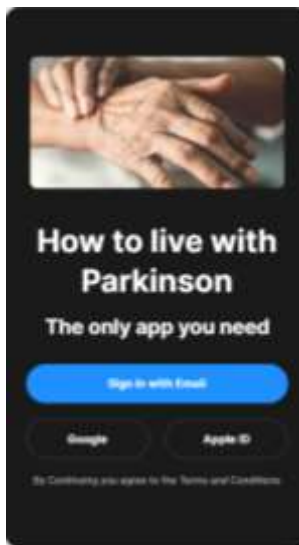 How to live with
Parkinson
The only app you need
Sign in with Email
Google
Apple ID
By Continuing you agree to the Terms and Conditions